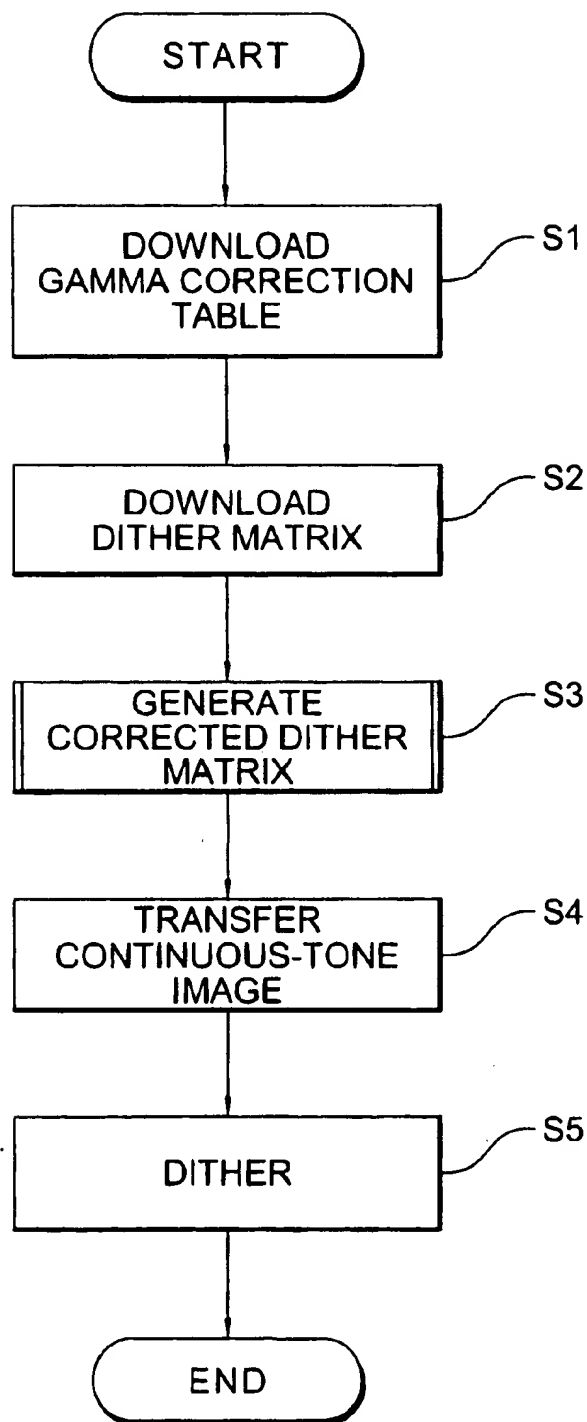 START
DOWNLOAD
GAMMA CORRECTION
TABLE
S1
DOWNLOAD
DITHER MATRIX
S2
GENERATE
CORRECTED DITHER
MATRIX
S3
TRANSFER
CONTINUOUS-TONE
IMAGE
S4
DITHER
S5
END